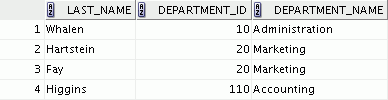 LAST_NAME DEPARTMENT_ID DEPARTMENT_NAME
1 Whalen 10 Administration
2 Hartstein 20 Marketing
3 Fay 20 Marketing
4 Higgins 110 Accounting